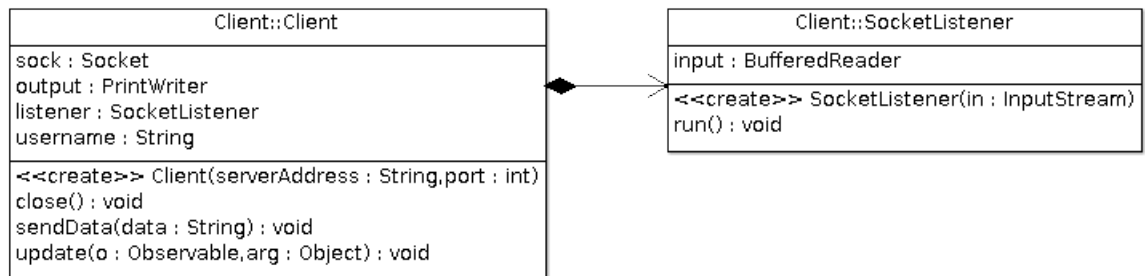 Client::Client
sock : Socket
output : PrintWriter
listener : SocketListener
username : String
<<create>> Client(serverAddress : String,port : int)
close() : void
sendData(data : String) : void
update(o : Observable,arg : Object) : void
Client::SocketListener
input : BufferedReader
<<create>> SocketListener(in : InputStream)
run() : void